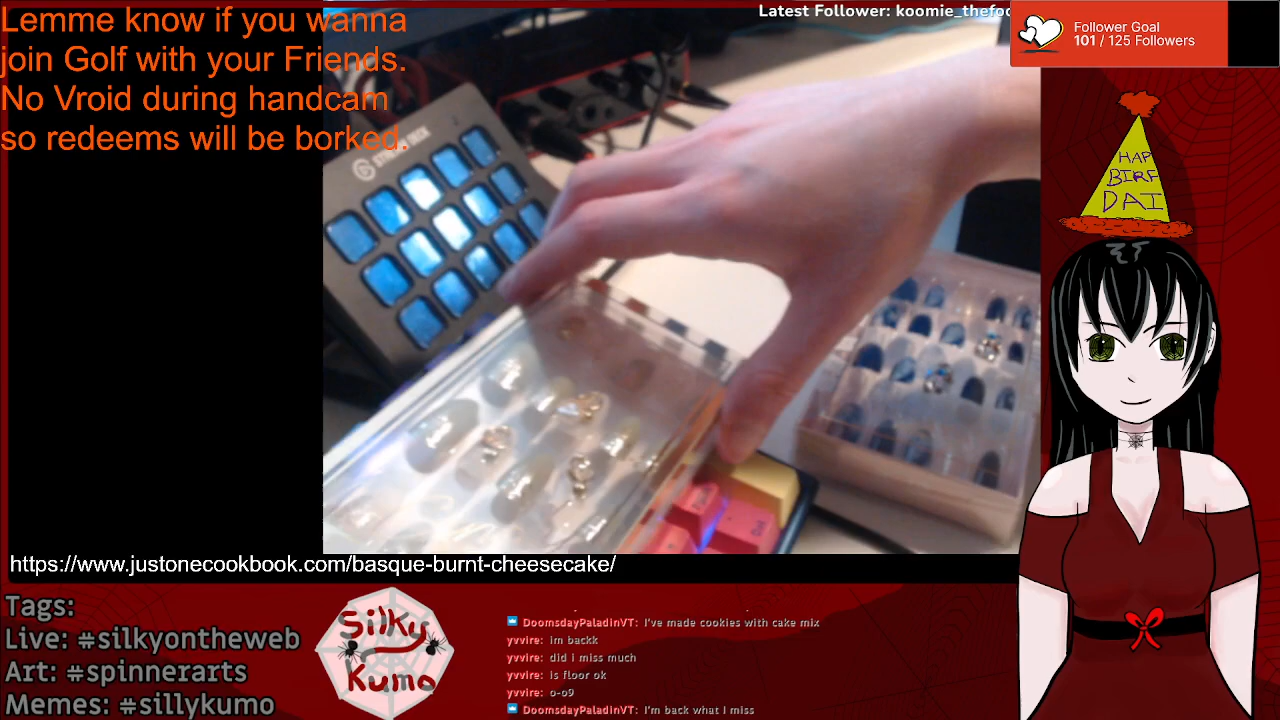 Lemme know if you wanna
join Golf with your Friends.
No Vroid during handcam
so redeems will be borked.
Latest Follower: koomie_thefoo
Follower Goal
101 / 125 Followers
STREAM DECK
HAP
BIRF
DAI
https://www.justonecookbook.com/basque-burnt-cheesecake/
Tags:
Live: #silkyontheweb
Art: #spinnerarts
Memes: #sillykumo
Silky
Kumo
DoomsdayPaladinVT: I've made cookies with cake mix
yvvire: im backk
yvvire: did i miss much
yvvire: is floor ok
yvvire: o-o9
DoomsdayPaladinVT: I'm back what I miss